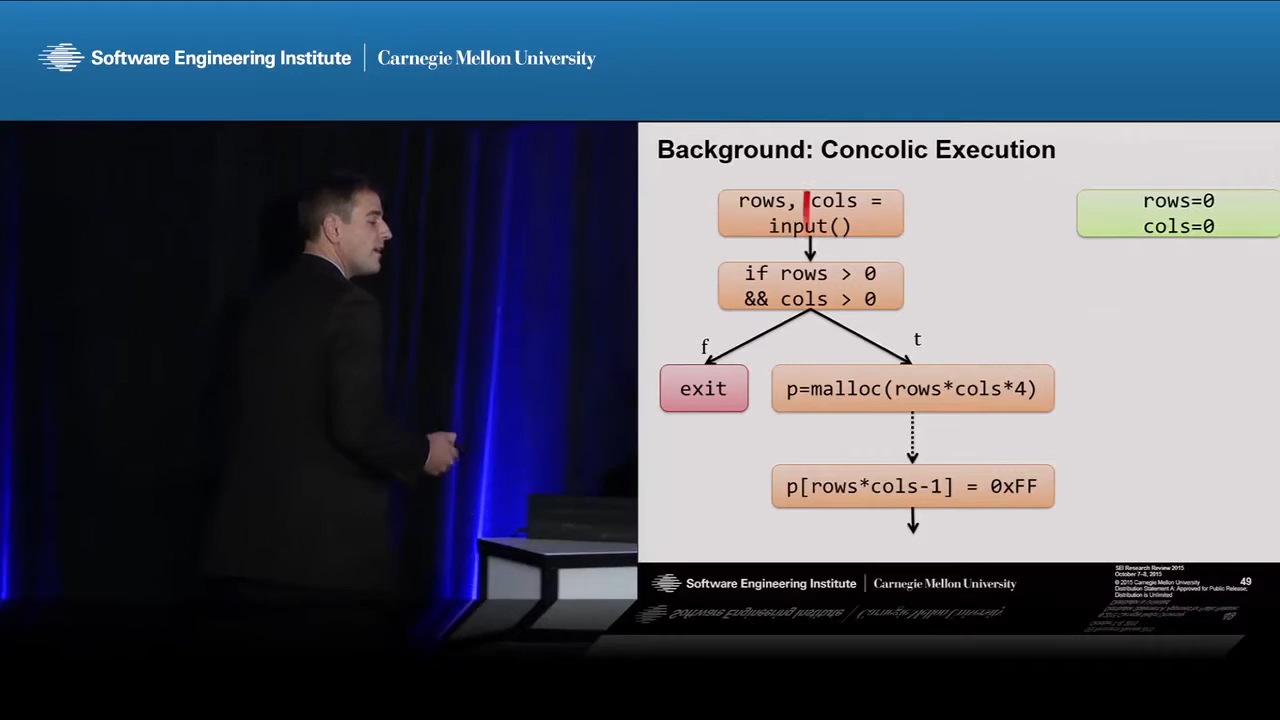 Software Engineering Institute | Carnegie Mellon University
Background: Concolic Execution
rows, cols =
input()
rows=0
cols=0
if rows > 0
&& cols > 0
f
t
exit
p=malloc(rows*cols*4)
p[rows*cols-1] = 0xFF
Software Engineering Institute | Carnegie Mellon University
SEI Research Review 2015
October 7-8, 2015
© 2015 Carnegie Mellon University
Distribution Statement A: Approved for Public Release;
Distribution is Unlimited
49